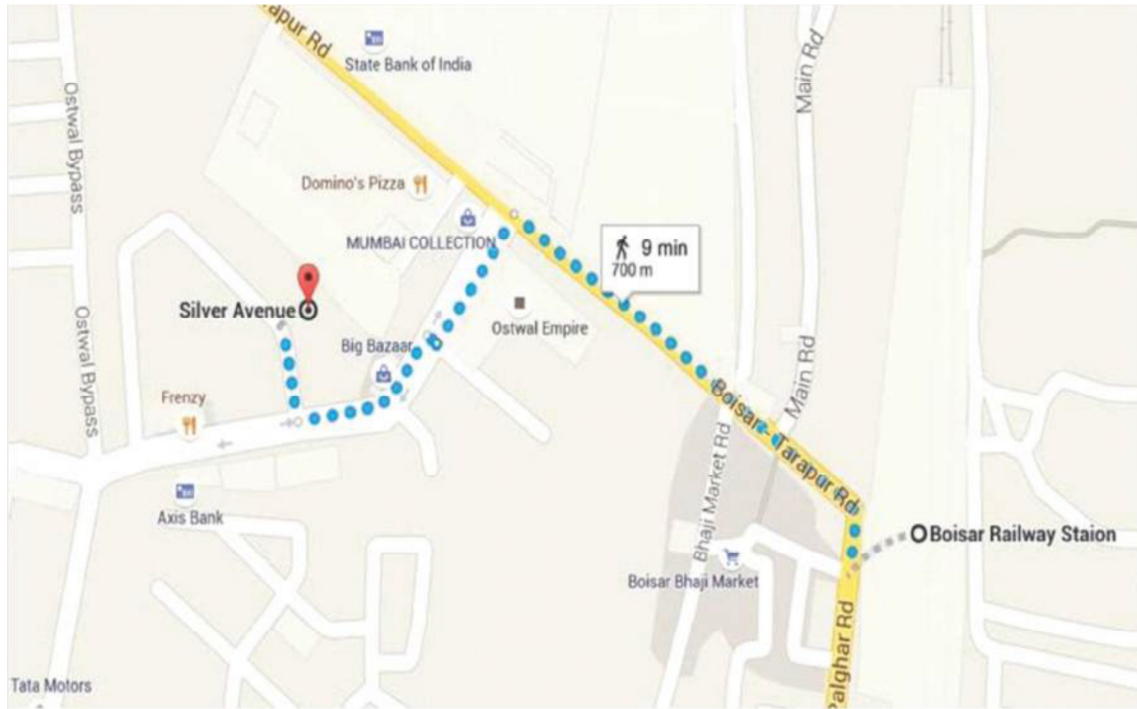 arapur Rd
State Bank of India
Main Rd
Ostwal Bypass
Domino's Pizza
MUMBAI COLLECTION
9 min
700 m
Silver Avenue
Ostwal Empire
Ostwal Bypass
Big Bazaar
Main Rd
Frenzy
Boisar - Tarapur Rd
Bhaji Market Rd
Axis Bank
Boisar Railway Staion
Boisar Bhaji Market
Palghar Rd
Tata Motors